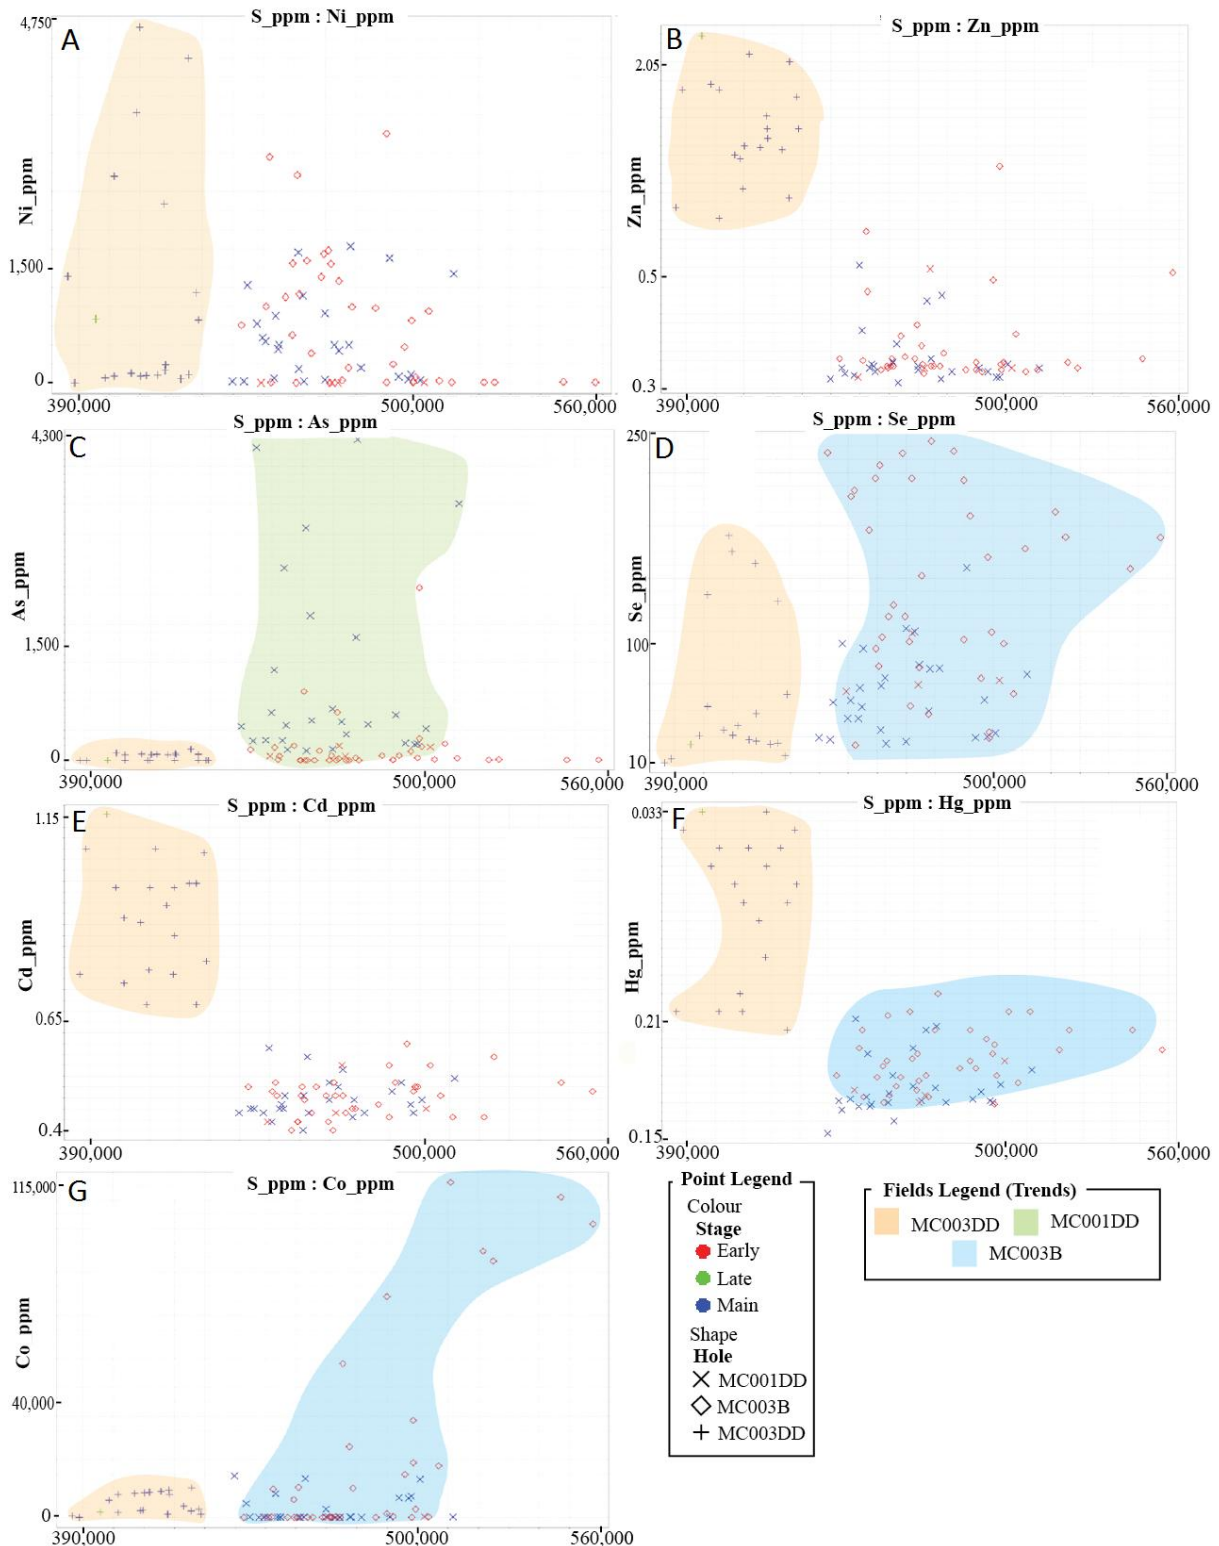 S_ppm : Ni_ppm
A
4,750
1,500
0
Ni_ppm
390,000 500,000 560,000
S_ppm : Zn_ppm
B
2.05
0.5
0.3
Zn_ppm
390,000 500,000 560,000
S_ppm : As_ppm
C
4,300
1,500
0
As_ppm
390,000 500,000 560,000
S_ppm : Se_ppm
D
250
100
10
Se_ppm
390,000 500,000 560,000
S_ppm : Cd_ppm
E
1.15
0.65
0.4
Cd_ppm
390,000 500,000 560,000
S_ppm : Hg_ppm
F
0.033
0.21
0.15
Hg_ppm
390,000 500,000 560,000
S_ppm : Co_ppm
G
115,000
40,000
0
Co_ppm
390,000 500,000 560,000
Point Legend
Colour
Stage
Early
Late
Main
Shape
Hole
MC001DD
MC003B
MC003DD
Fields Legend (Trends)
MC003DD MC001DD
MC003B